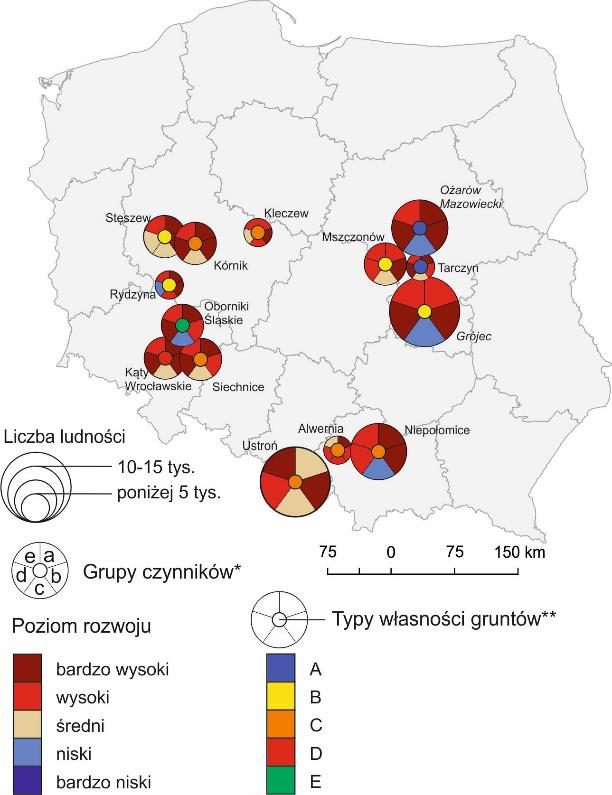 Ożarów
Mazowiecki
Stęszew
Kleczew
Mszczonów
Kórnik
Tarczyn
Rydzyna
Oborniki
Śląskie
Grójec
Kąty
Wrocławskie
Siechnice
Alwernia
Niepołomice
Ustroń
Liczba ludności
10-15 tys.
poniżej 5 tys.
75 0 75 150 km
e a
d b
c
Grupy czynników*
Typy własności gruntów**
Poziom rozwoju
bardzo wysoki
wysoki
średni
niski
bardzo niski
A
B
C
D
E